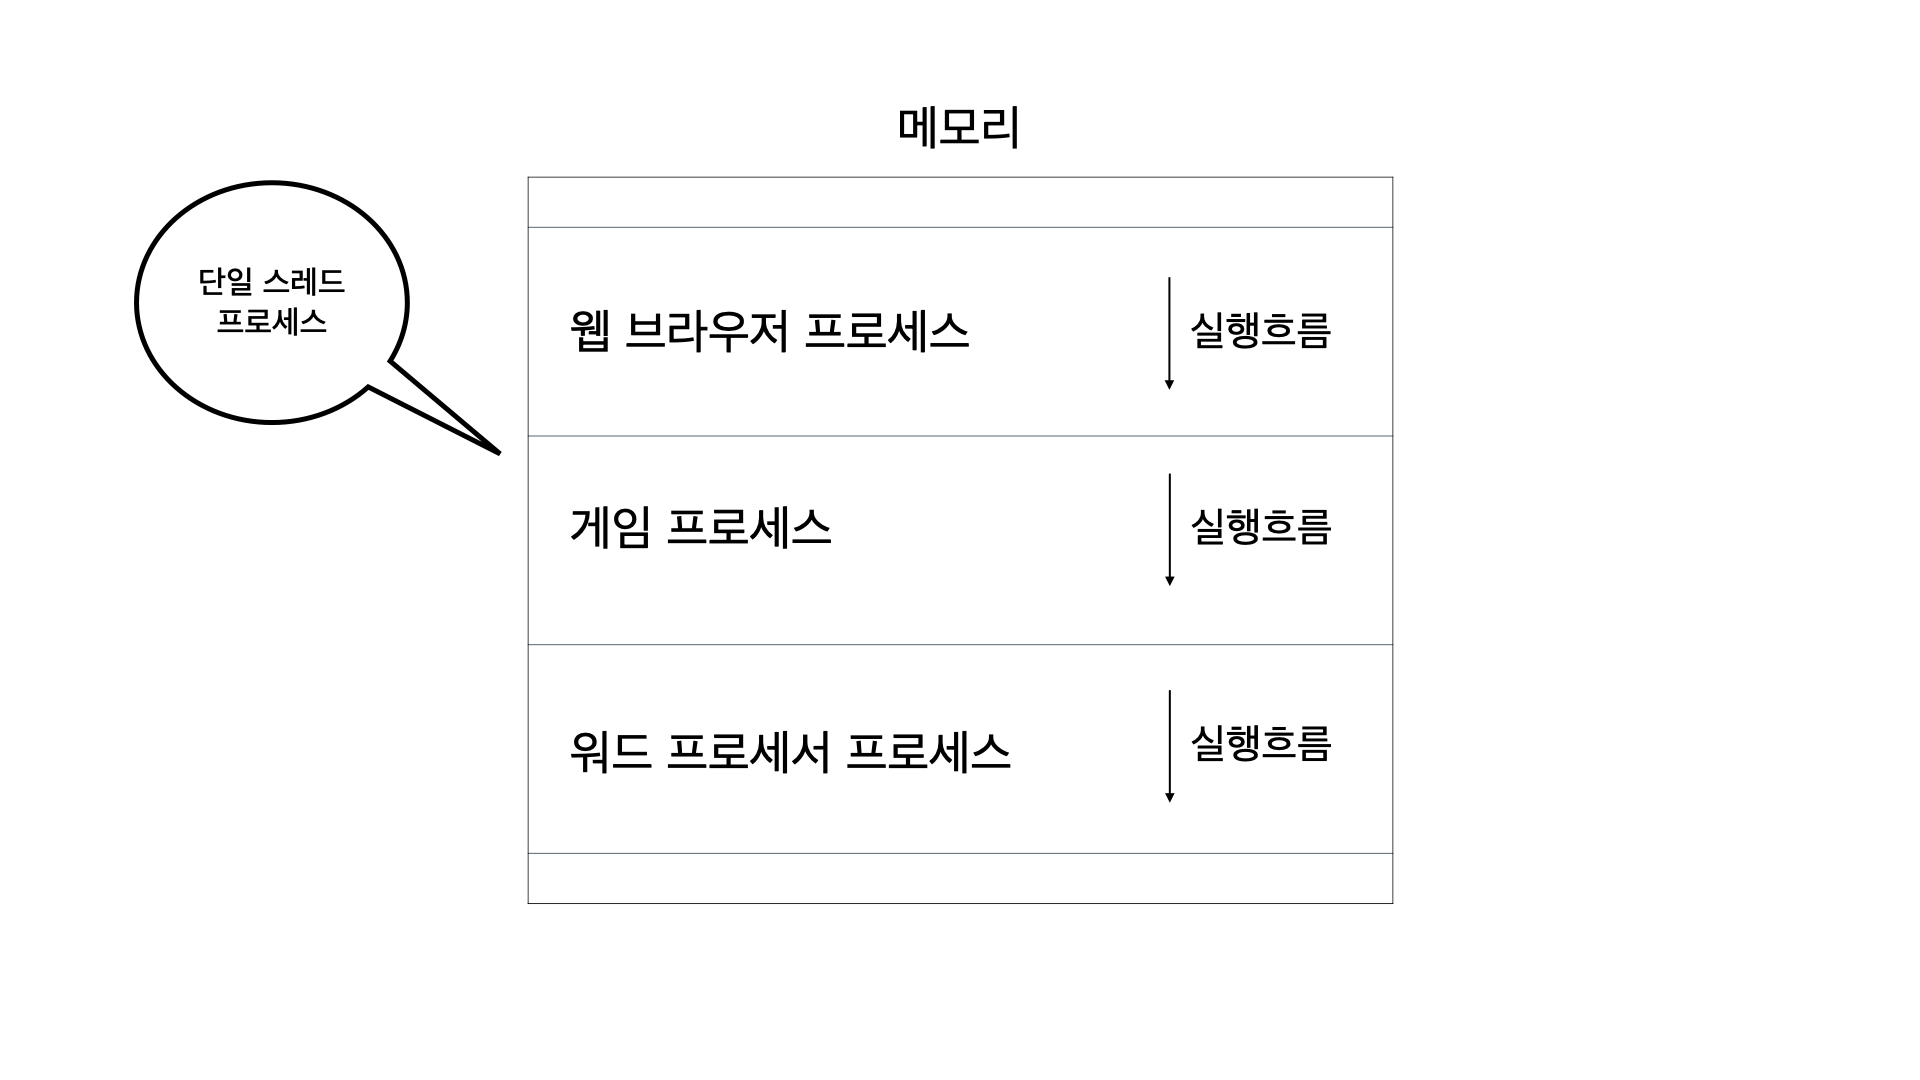 메모리
단일 스레드
프로세스
웹 브라우저 프로세스
실행흐름
게임 프로세스
실행흐름
워드 프로세서 프로세스
실행흐름